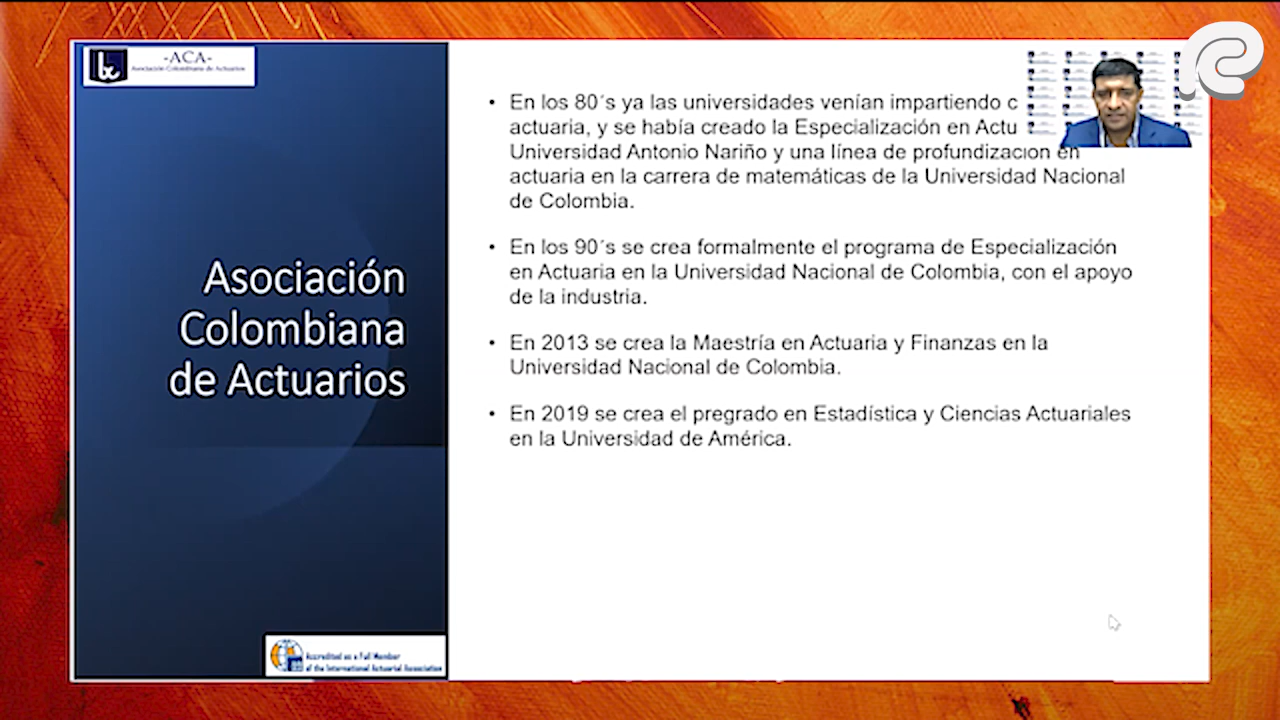 -ACA-
Asociación Colombiana de Actuarios
Asociación
Colombiana
de Actuarios
Accredited as a Full Member
of the International Actuarial Association
• En los 80´s ya las universidades venían impartiendo c
actuaria, y se había creado la Especialización en Actu
Universidad Antonio Nariño y una línea de profundización en
actuaria en la carrera de matemáticas de la Universidad Nacional
de Colombia.
• En los 90´s se crea formalmente el programa de Especialización
en Actuaria en la Universidad Nacional de Colombia, con el apoyo
de la industria.
• En 2013 se crea la Maestría en Actuaria y Finanzas en la
Universidad Nacional de Colombia.
• En 2019 se crea el pregrado en Estadística y Ciencias Actuariales
en la Universidad de América.